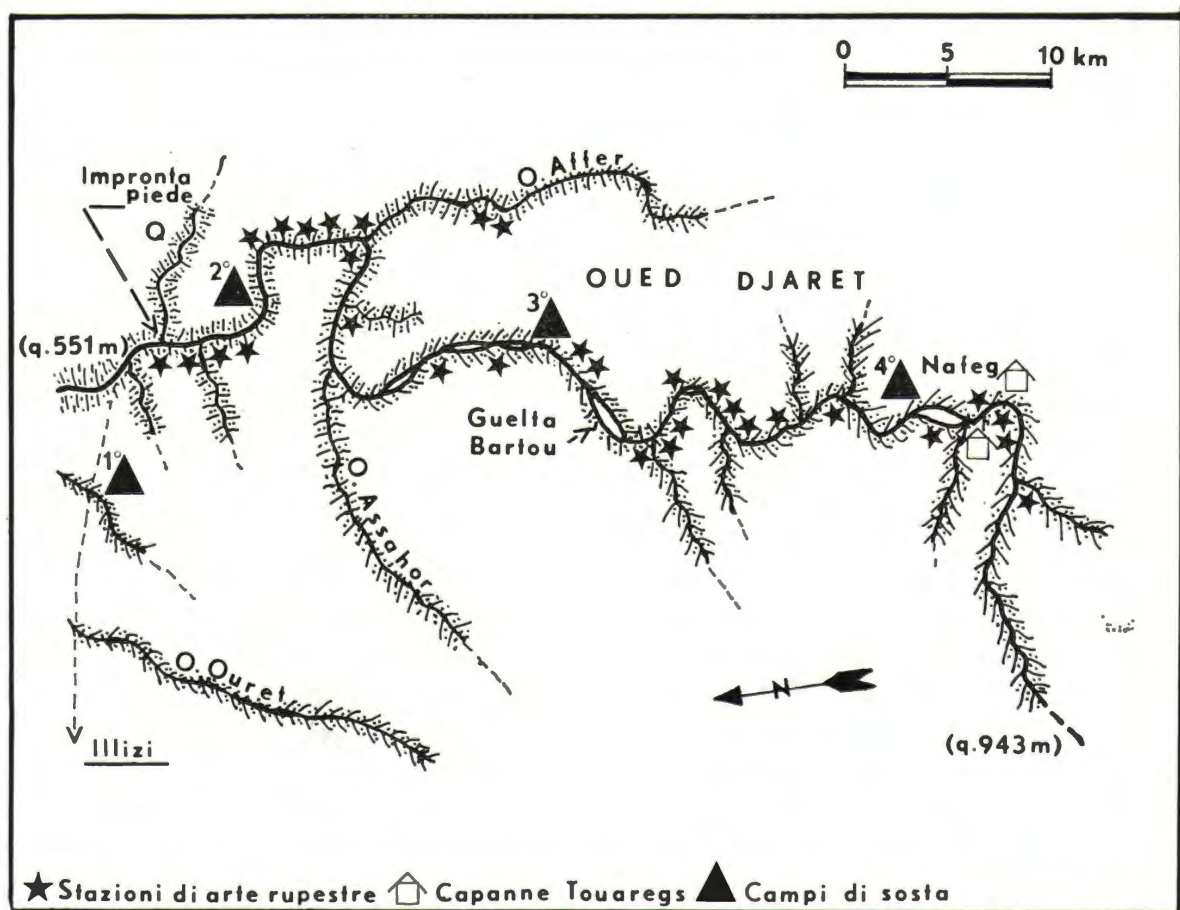 0 5 10 km
Impronta
piede
O. Affer
Q
2°
OUED DJARET
3°
(q.551m)
4°
Nafeg
Guelta
Bartou
1°
O. Assahor
O. Ouret
N
Illizi
(q.943m)
Stazioni di arte rupestre Capanne Touaregs Campi di sosta